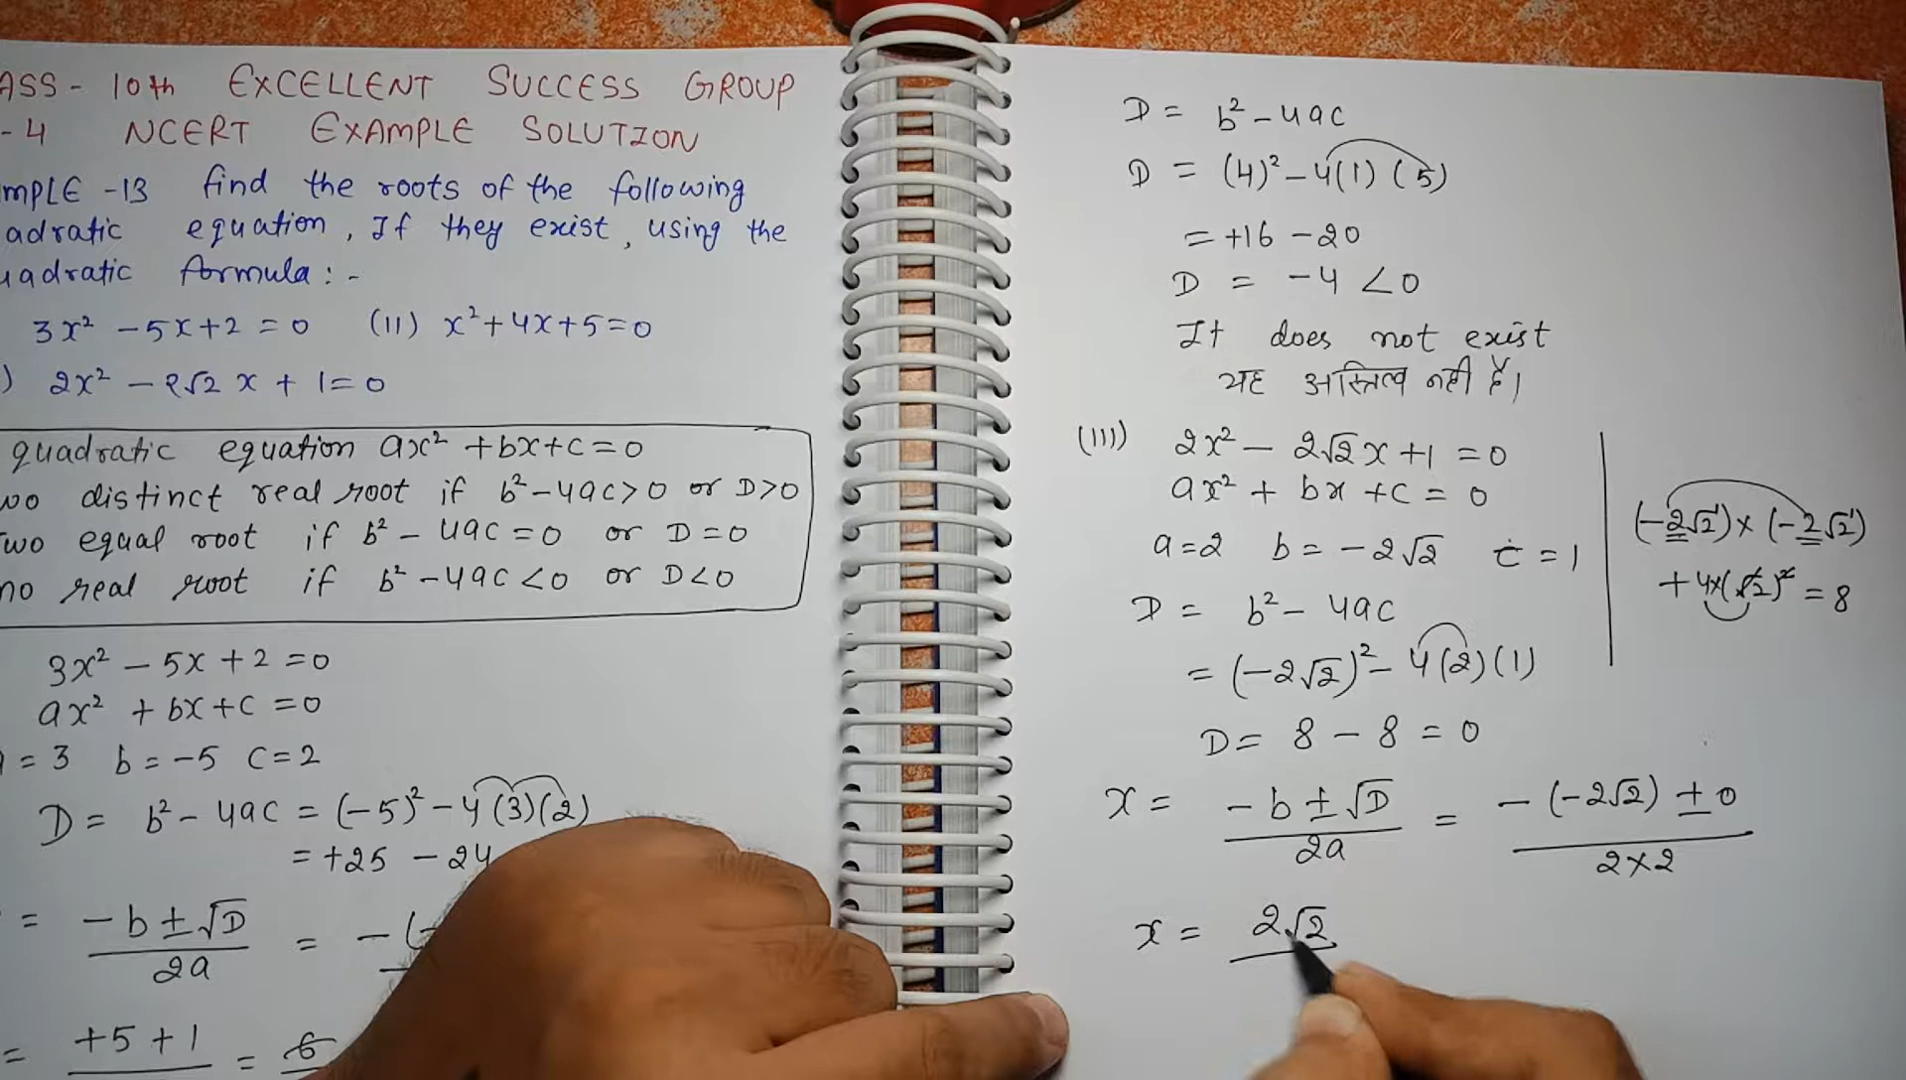 ASS - 10th EXCELLENT SUCCESS GROUP
- 4 NCERT EXAMPLE SOLUTION
MPLE - 13 find the roots of the following
adratic equation, If they exist, using the
uadratic formula : -
3x² - 5x + 2 = 0 (II) x² + 4x + 5 = 0
) 2x² - 2√2 x + 1 = 0
quadratic equation ax² + bx + c = 0
wo distinct real root if b² - 4ac > 0 or D > 0
Two equal root if b² - 4ac = 0 or D = 0
no real root if b² - 4ac < 0 or D < 0
3x² - 5x + 2 = 0
ax² + bx + c = 0
= 3 b = -5 c = 2
D = b² - 4ac = (-5)² - 4(3)(2)
= +25 - 24
= -b ± √D / 2a = -(-
= +5 + 1 = 6
D = b² - 4ac
D = (4)² - 4(1)(5)
= +16 - 20
D = -4 < 0
It does not exist
यह अस्तित्व नही है।
(III) 2x² - 2√2x + 1 = 0
ax² + bx + c = 0
a = 2 b = -2√2 c = 1
D = b² - 4ac
= (-2√2)² - 4(2)(1)
D = 8 - 8 = 0
x = -b ± √D / 2a = -(-2√2) ± 0 / 2×2
x = 2√2
(-2√2)×(-2√2)
+4×(√2)² = 8